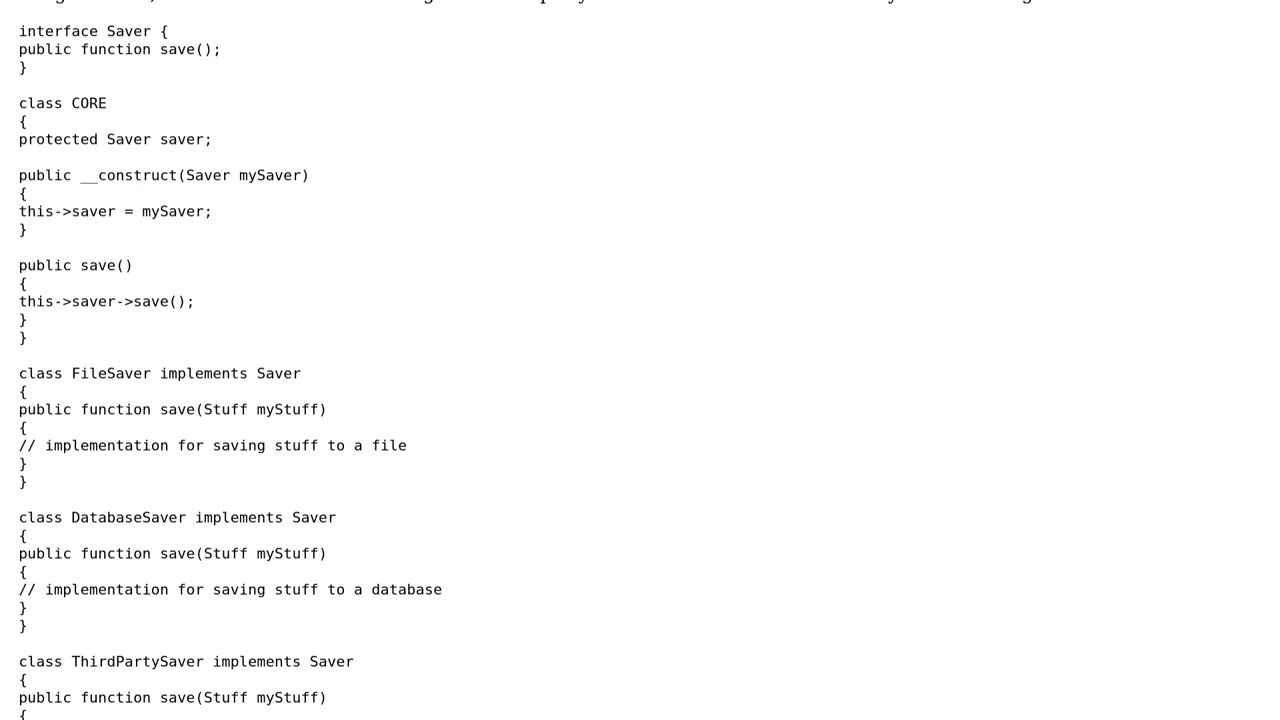 interface Saver {
public function save();
}
class CORE
{
protected Saver saver;
public __construct(Saver mySaver)
{
this->saver = mySaver;
}
public save()
{
this->saver->save();
}
}
class FileSaver implements Saver
{
public function save(Stuff myStuff)
{
// implementation for saving stuff to a file
}
}
class DatabaseSaver implements Saver
{
public function save(Stuff myStuff)
{
// implementation for saving stuff to a database
}
}
class ThirdPartySaver implements Saver
{
public function save(Stuff myStuff)
{